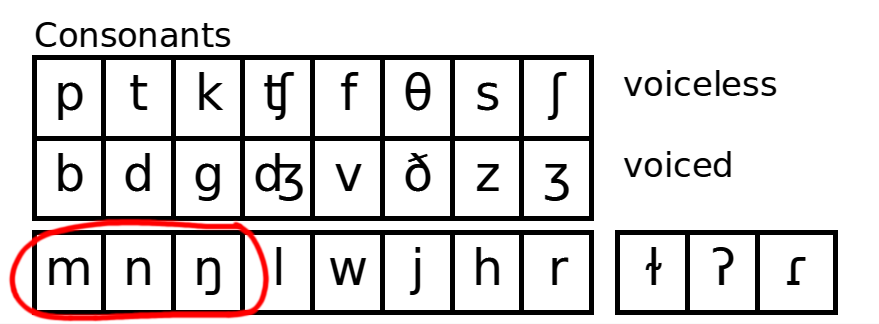 Consonants
p t k ʧ f θ s ʃ voiceless
b d g ʤ v ð z ʒ voiced
m n ŋ l w j h r ɫ ʔ ɾ